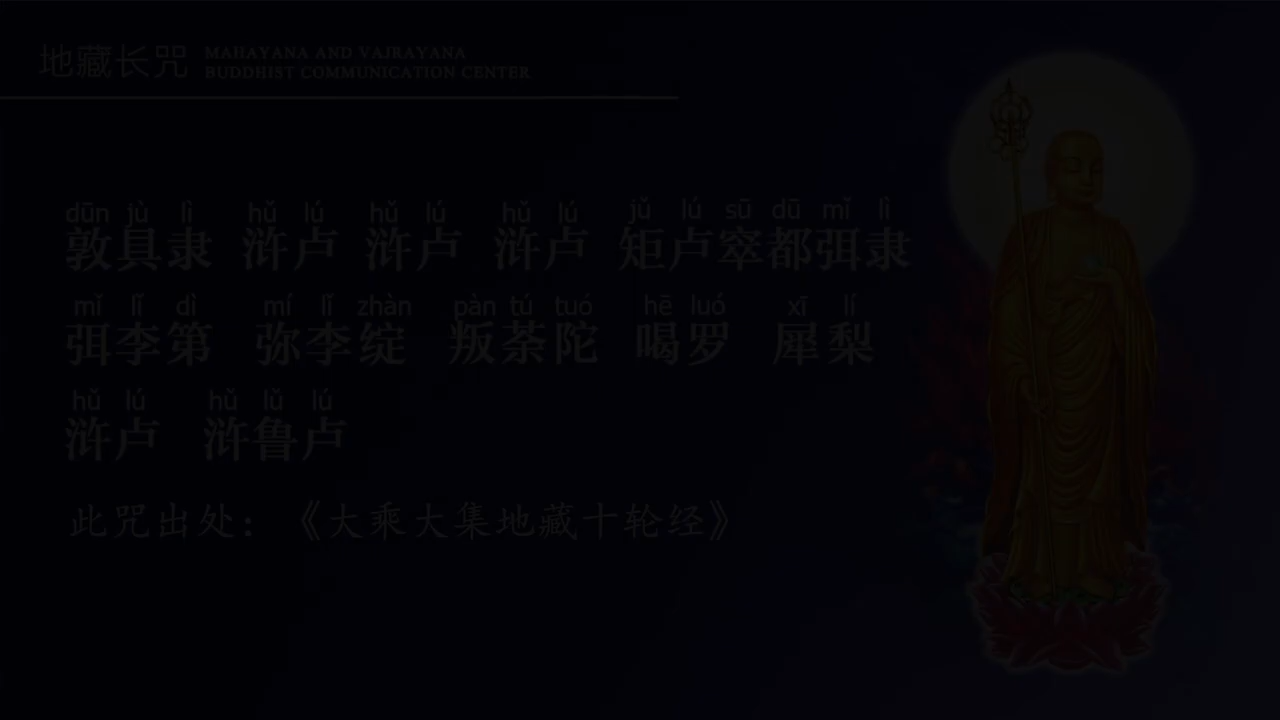 地藏长咒
MAHAYANA AND VAJRAYANA
BUDDHIST COMMUNICATION CENTER
dūn jù lì hǔ lú hǔ lú hǔ lú jǔ lú sū dū mǐ lì
敦具隶 浒卢 浒卢 浒卢 矩卢窣都弭隶
mǐ lǐ dì mí lǐ zhàn pàn tú tuó hē luó xī lí
弭李第 弥李绽 叛荼陀 喝罗 犀梨
hǔ lú hǔ lǔ lú
浒卢 浒鲁卢
此咒出处：《大乘大集地藏十轮经》